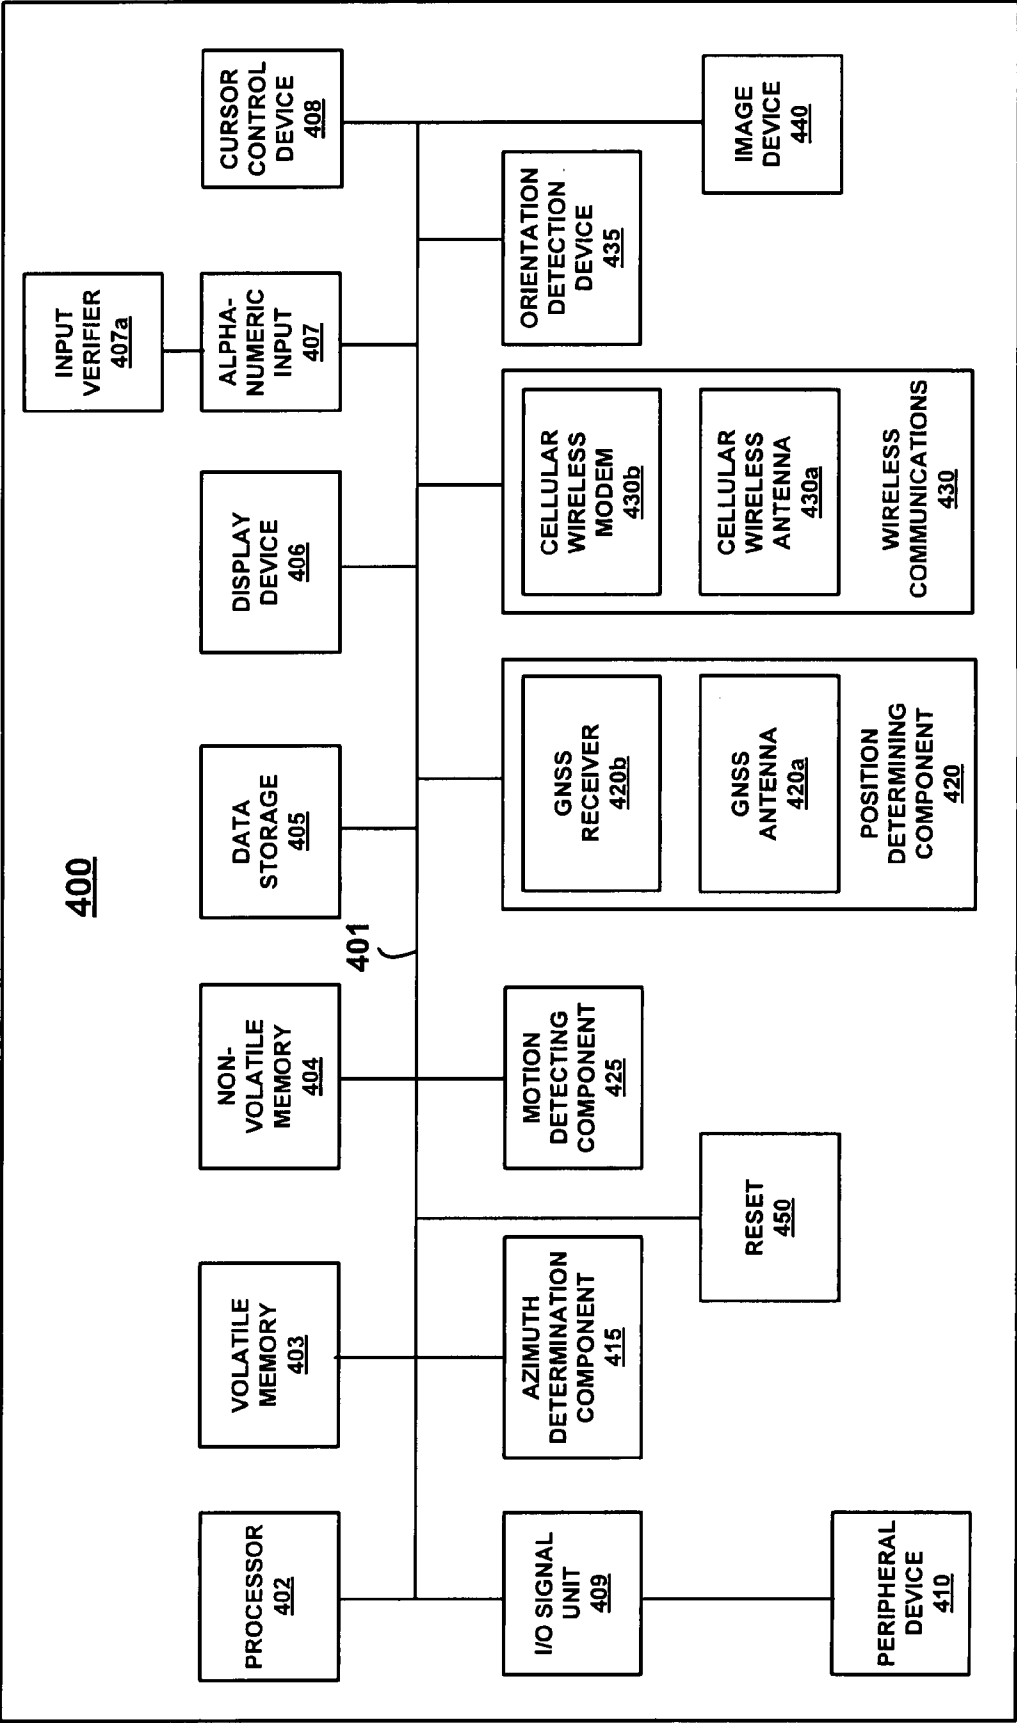 400
INPUT
VERIFIER
407a
PROCESSOR
402
VOLATILE
MEMORY
403
NON-
VOLATILE
MEMORY
404
DATA
STORAGE
405
DISPLAY
DEVICE
406
ALPHA-
NUMERIC
INPUT
407
CURSOR
CONTROL
DEVICE
408
401
I/O SIGNAL
UNIT
409
AZIMUTH
DETERMINATION
COMPONENT
415
MOTION
DETECTING
COMPONENT
425
GNSS
RECEIVER
420b
GNSS
ANTENNA
420a
POSITION
DETERMINING
COMPONENT
420
CELLULAR
WIRELESS
MODEM
430b
CELLULAR
WIRELESS
ANTENNA
430a
WIRELESS
COMMUNICATIONS
430
ORIENTATION
DETECTION
DEVICE
435
PERIPHERAL
DEVICE
410
RESET
450
IMAGE
DEVICE
440